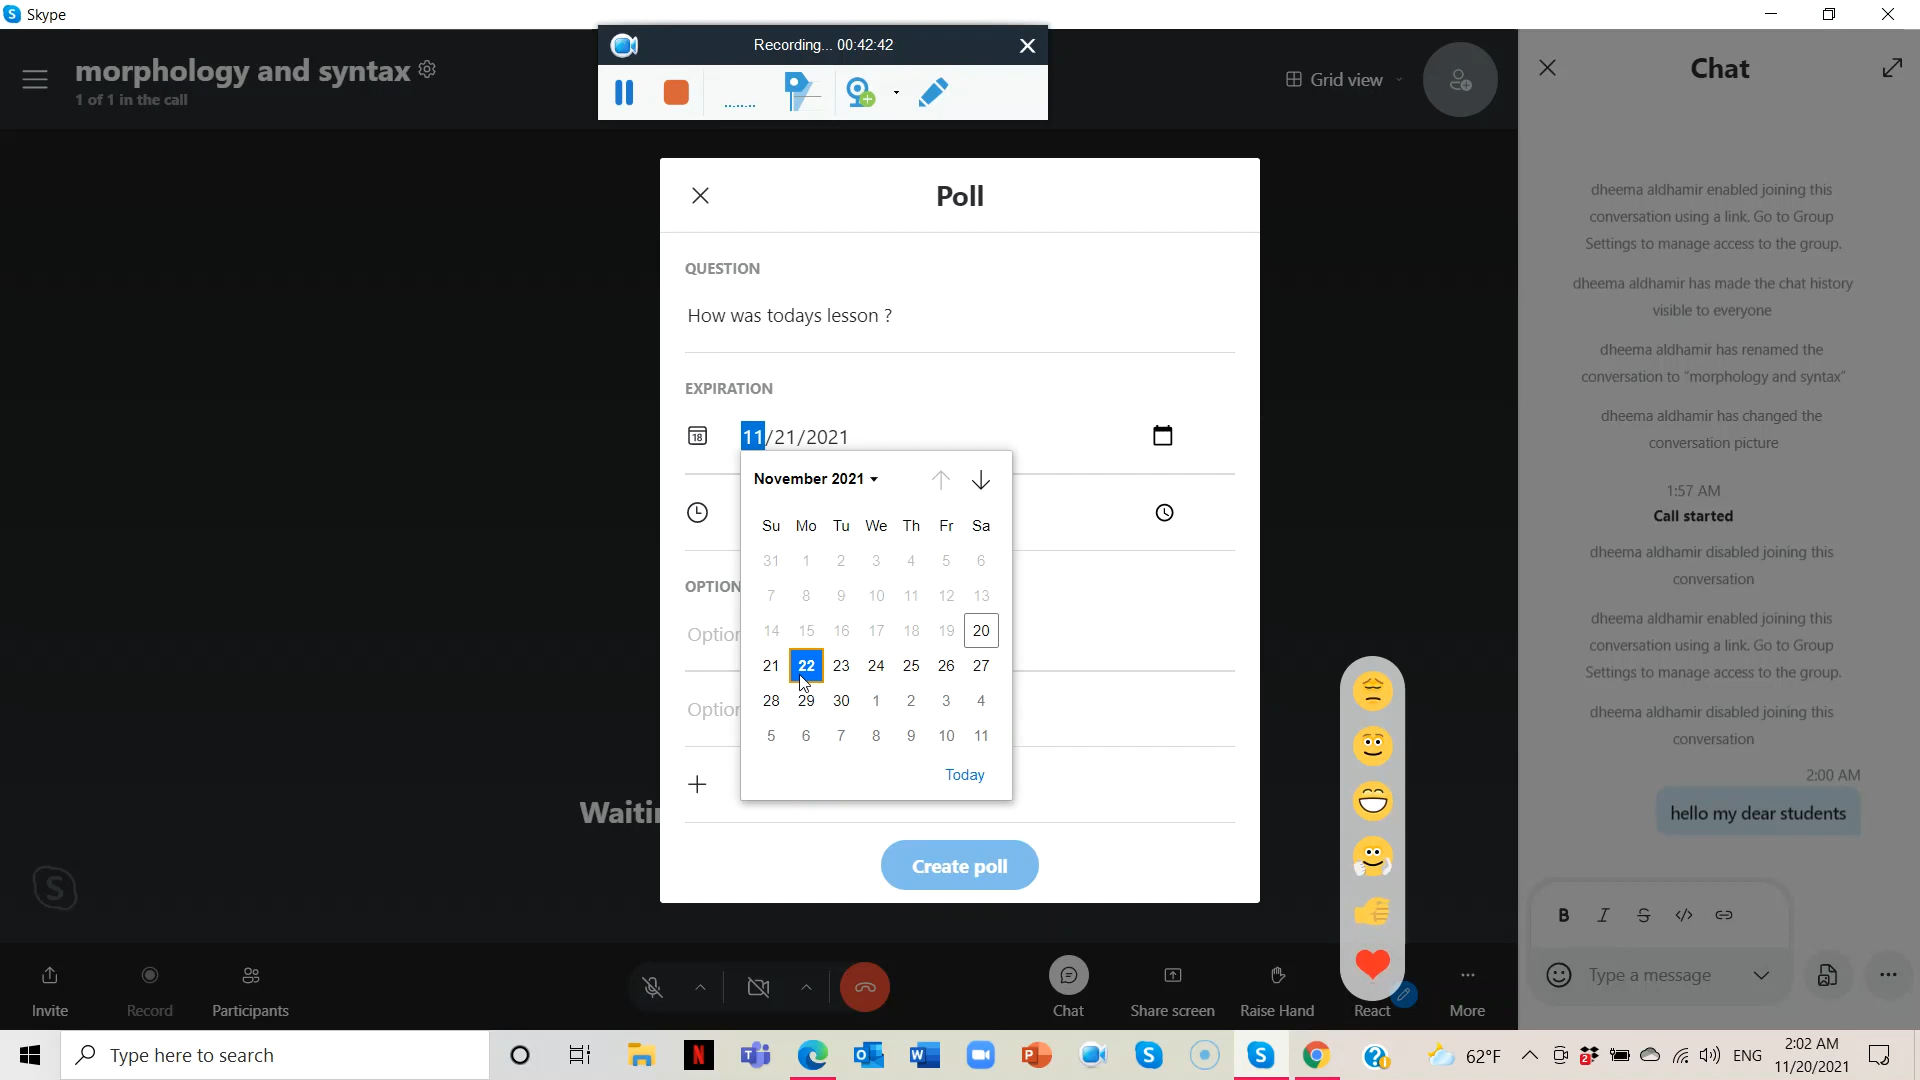 Skype
Recording... 00:42:42
morphology and syntax
1 of 1 in the call
Grid view
Chat
Poll
QUESTION
How was todays lesson ?
EXPIRATION
18
11/21/2021
November 2021
Su Mo Tu We Th Fr Sa
31 1 2 3 4 5 6
7 8 9 10 11 12 13
14 15 16 17 18 19 20
21 22 23 24 25 26 27
28 29 30 1 2 3 4
5 6 7 8 9 10 11
Today
OPTION
Option
Option
Create poll
Waitin
dheema aldhamir enabled joining this
conversation using a link. Go to Group
Settings to manage access to the group.
dheema aldhamir has made the chat history
visible to everyone
dheema aldhamir has renamed the
conversation to "morphology and syntax"
dheema aldhamir has changed the
conversation picture
1:57 AM
Call started
dheema aldhamir disabled joining this
conversation
dheema aldhamir enabled joining this
conversation using a link. Go to Group
Settings to manage access to the group.
dheema aldhamir disabled joining this
conversation
2:00 AM
hello my dear students
B I S </>
Type a message
Invite
Record
Participants
Chat
Share screen
Raise Hand
React
More
Type here to search
62°F
2
ENG
2:02 AM
11/20/2021